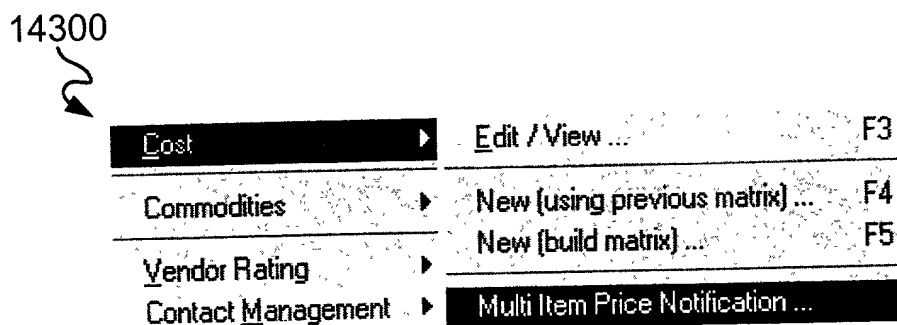 14300
Cost Edit / View ... F3
Commodities New (using previous matrix) ... F4
New (build matrix) ... F5
Vendor Rating
Contact Management Multi Item Price Notification ...